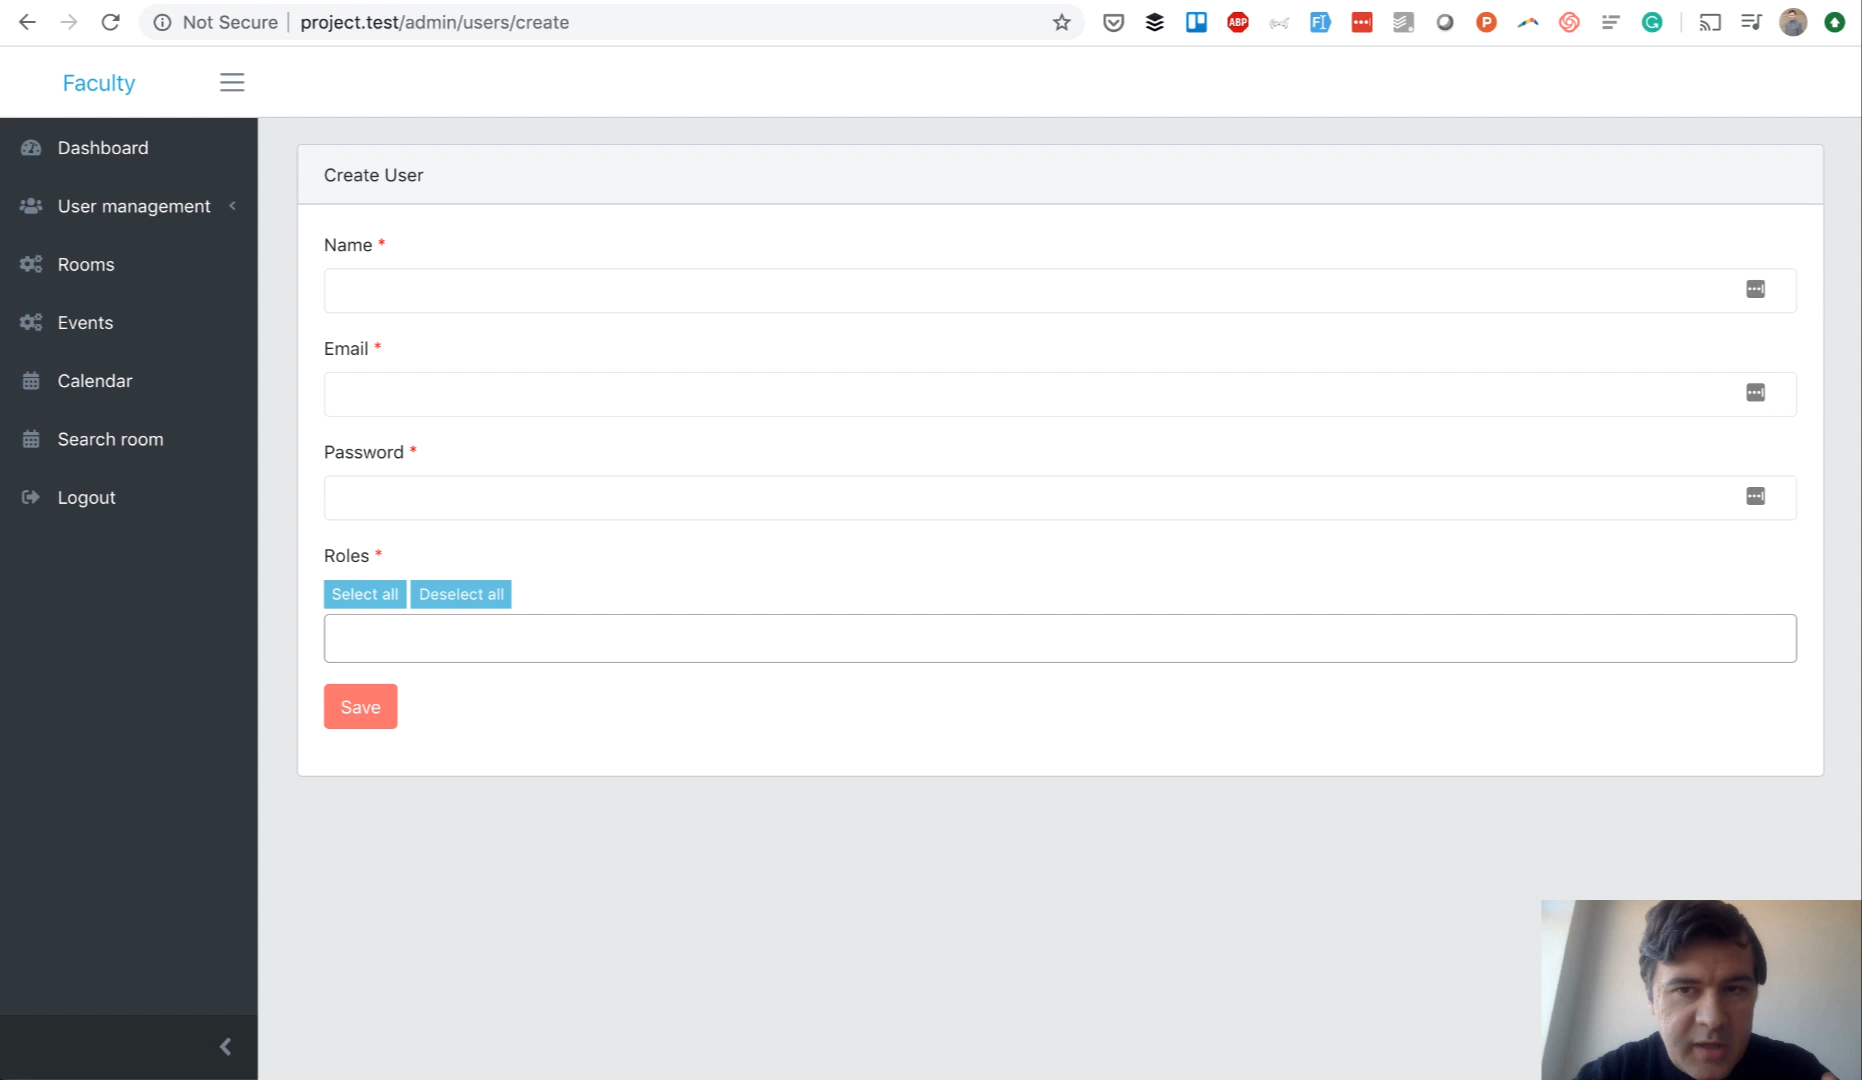 Not Secure | project.test/admin/users/create
ABP
Faculty
Dashboard
User management
Rooms
Events
Calendar
Search room
Logout
Create User
Name *
Email *
Password *
Roles *
Select all Deselect all
Save